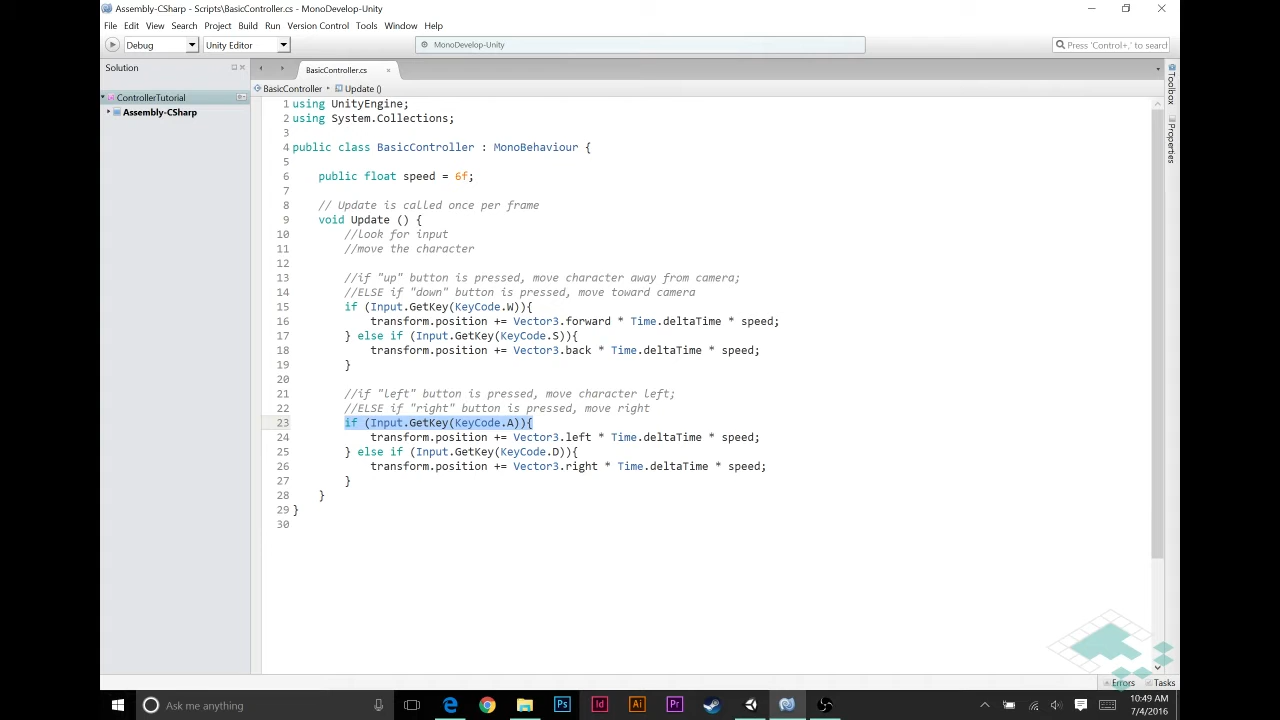 Assembly-CSharp - Scripts\BasicController.cs - MonoDevelop-Unity
File Edit View Search Project Build Run Version Control Tools Window Help
Debug Unity Editor MonoDevelop-Unity Press 'Control+,' to search
Solution BasicController.cs
BasicController Update ()
ControllerTutorial
Assembly-CSharp
Toolbox
Properties
1 using UnityEngine;
2 using System.Collections;
3
4 public class BasicController : MonoBehaviour {
5
6 public float speed = 6f;
7
8 // Update is called once per frame
9 void Update () {
10 //look for input
11 //move the character
12
13 //if "up" button is pressed, move character away from camera;
14 //ELSE if "down" button is pressed, move toward camera
15 if (Input.GetKey(KeyCode.W)){
16 transform.position += Vector3.forward * Time.deltaTime * speed;
17 } else if (Input.GetKey(KeyCode.S)){
18 transform.position += Vector3.back * Time.deltaTime * speed;
19 }
20
21 //if "left" button is pressed, move character left;
22 //ELSE if "right" button is pressed, move right
23 if (Input.GetKey(KeyCode.A)){
24 transform.position += Vector3.left * Time.deltaTime * speed;
25 } else if (Input.GetKey(KeyCode.D)){
26 transform.position += Vector3.right * Time.deltaTime * speed;
27 }
28 }
29 }
30
Errors Tasks
Ask me anything Ps Id Ai Pr 10:49 AM
7/4/2016